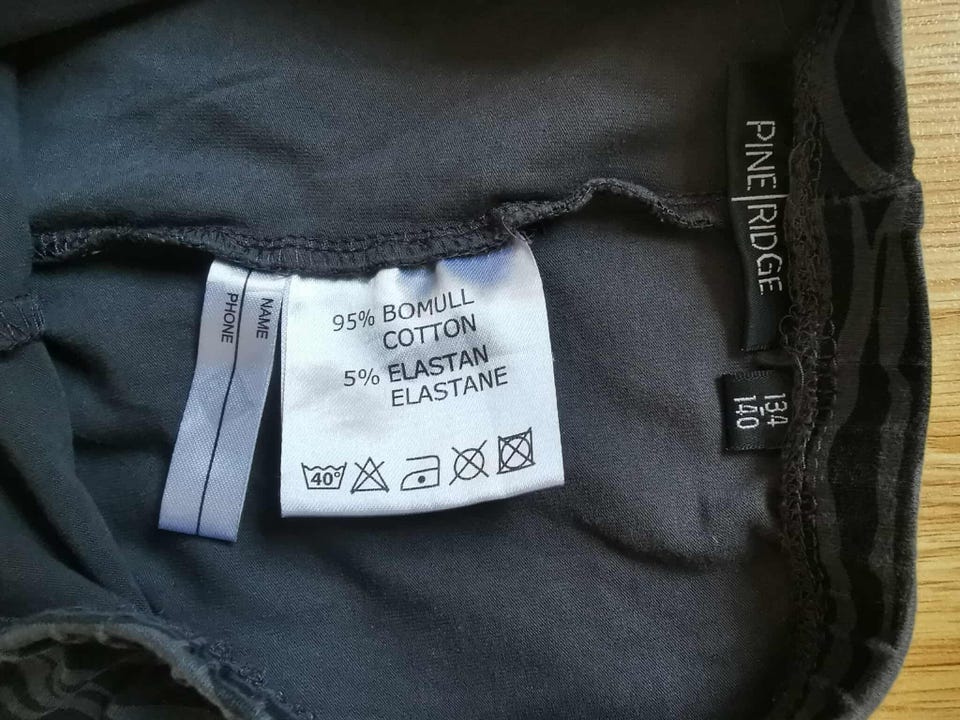 PINE|RIDGE
134
-
140
NAME
PHONE
95% BOMULL
COTTON
5% ELASTAN
ELASTANE
40°